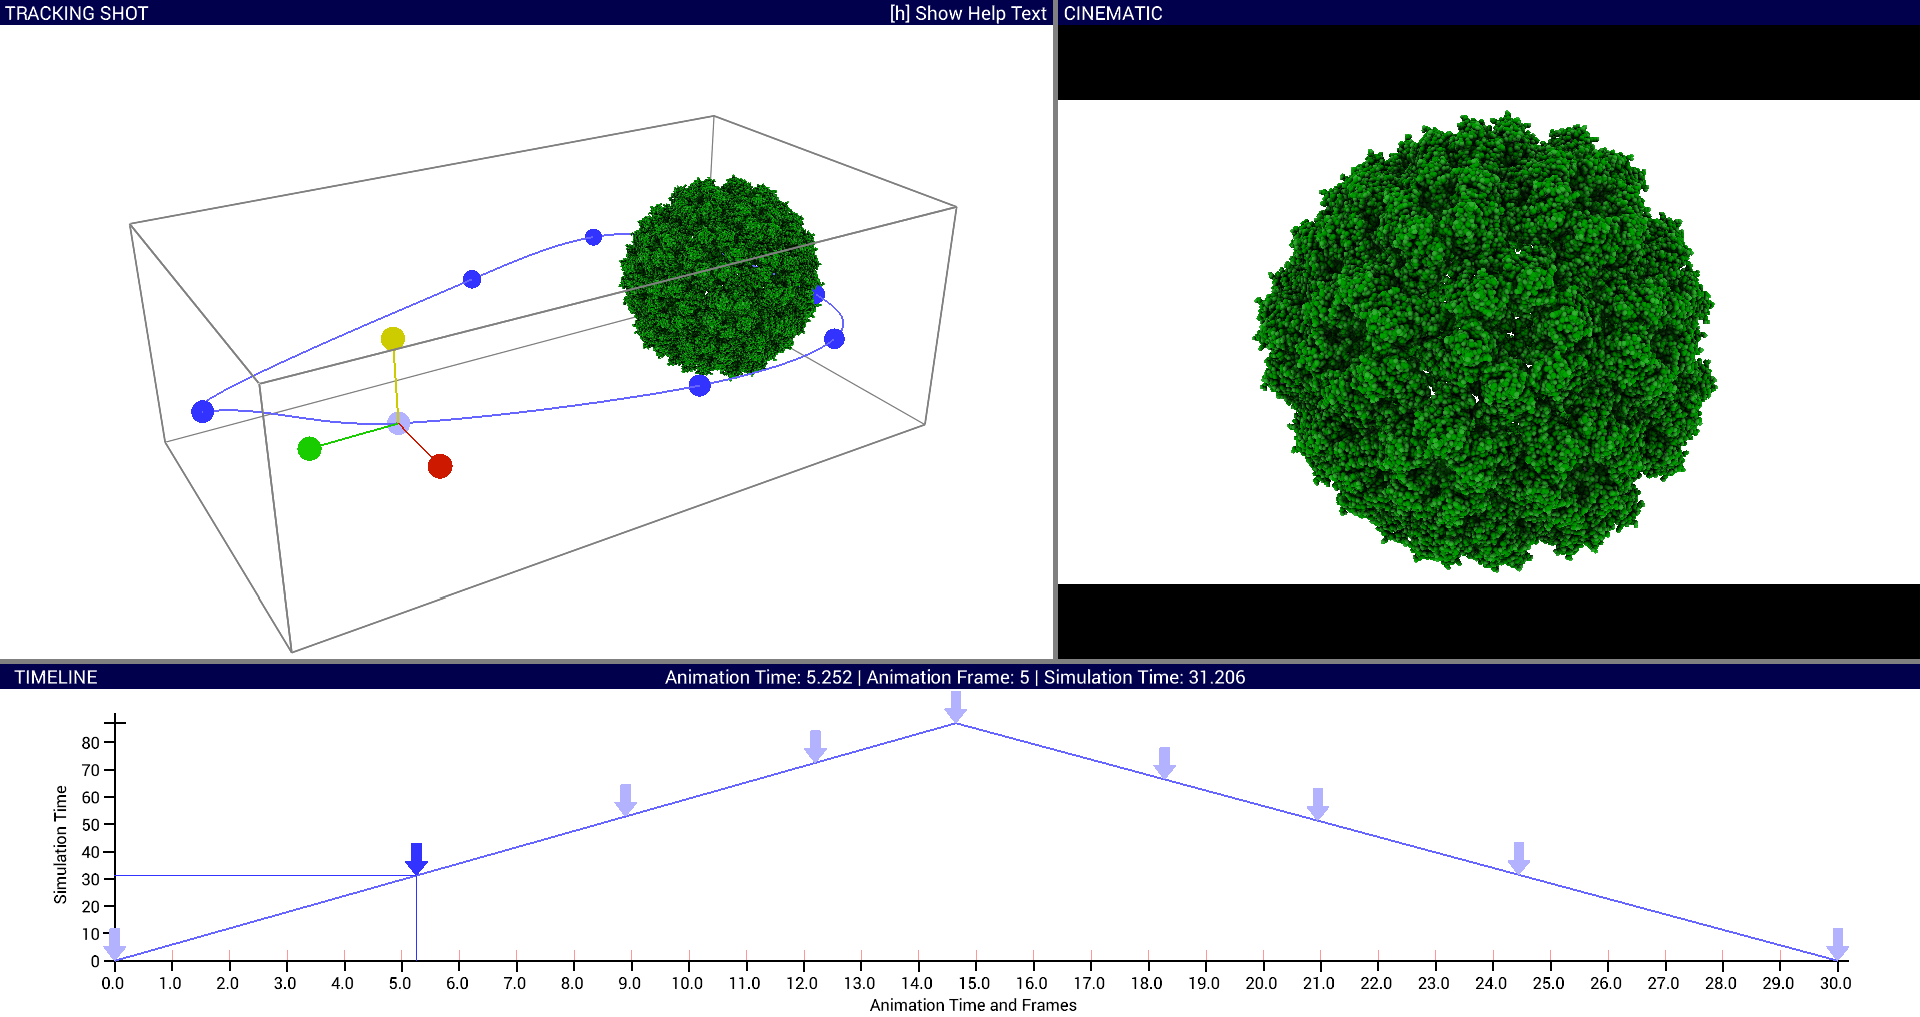 TRACKING SHOT
[h] Show Help Text
CINEMATIC
TIMELINE
Animation Time: 5.252 | Animation Frame: 5 | Simulation Time: 31.206
Simulation Time
80
70
60
50
40
30
20
10
0
0.0 1.0 2.0 3.0 4.0 5.0 6.0 7.0 8.0 9.0 10.0 11.0 12.0 13.0 14.0 15.0 16.0 17.0 18.0 19.0 20.0 21.0 22.0 23.0 24.0 25.0 26.0 27.0 28.0 29.0 30.0
Animation Time and Frames